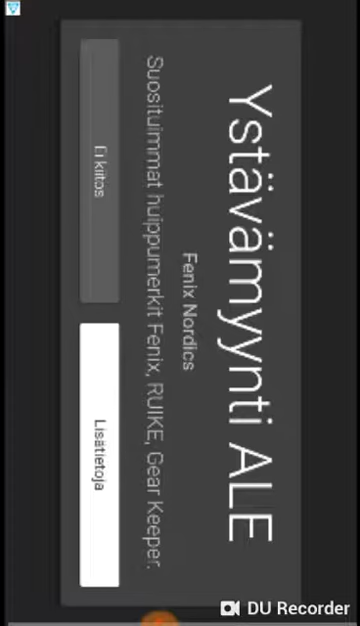 Ystävämyynti ALE
Fenix Nordics
Suosituimmat huippumerkit Fenix, RUIKE, Gear Keeper.
Ei kiitos
Lisätietoja
DU Recorder